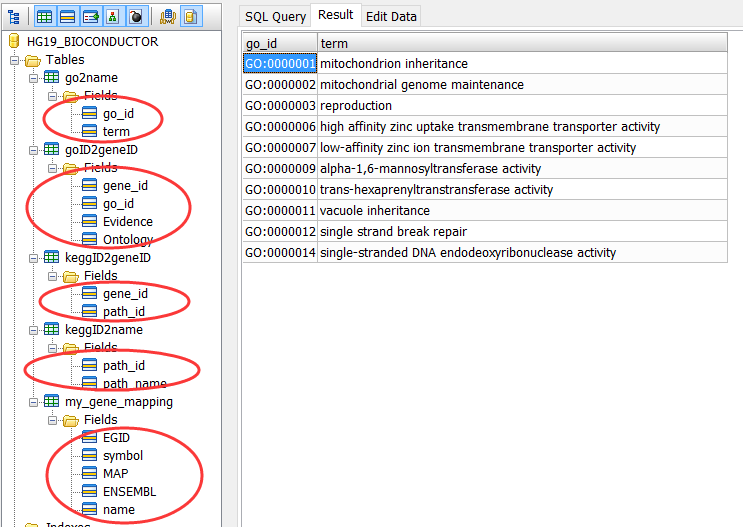 HG19_BIOCONDUCTOR
Tables
go2name
Fields
go_id
term
goID2geneID
Fields
gene_id
go_id
Evidence
Ontology
keggID2geneID
Fields
gene_id
path_id
keggID2name
Fields
path_id
path_name
my_gene_mapping
Fields
EGID
symbol
MAP
ENSEMBL
name
Indexes
SQL Query Result Edit Data
go_id term
GO:0000001 mitochondrion inheritance
GO:0000002 mitochondrial genome maintenance
GO:0000003 reproduction
GO:0000006 high affinity zinc uptake transmembrane transporter activity
GO:0000007 low-affinity zinc ion transmembrane transporter activity
GO:0000009 alpha-1,6-mannosyltransferase activity
GO:0000010 trans-hexaprenyltranstransferase activity
GO:0000011 vacuole inheritance
GO:0000012 single strand break repair
GO:0000014 single-stranded DNA endodeoxyribonuclease activity